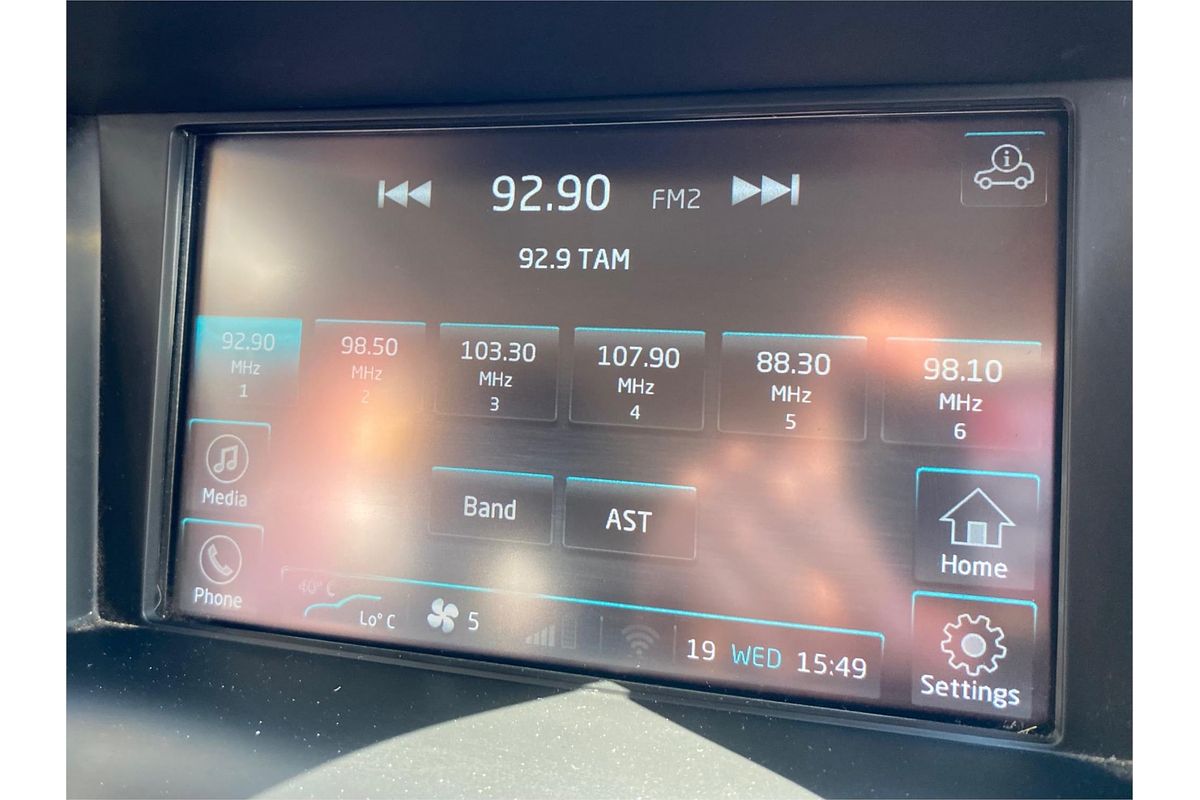 92.90 FM2
92.9 TAM
92.90 MHz 1
98.50 MHz 2
103.30 MHz 3
107.90 MHz 4
88.30 MHz 5
98.10 MHz 6
Media
Phone
Band
AST
Home
Settings
40° C
Lo° C
5
19 WED 15:49